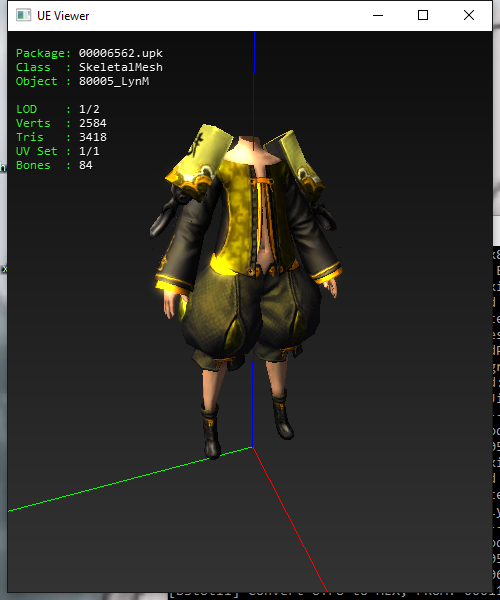 UE Viewer
Package: 00006562.upk
Class : SkeletalMesh
Object : 80005_LynM
LOD : 1/2
Verts : 2584
Tris : 3418
UV Set : 1/1
Bones : 84